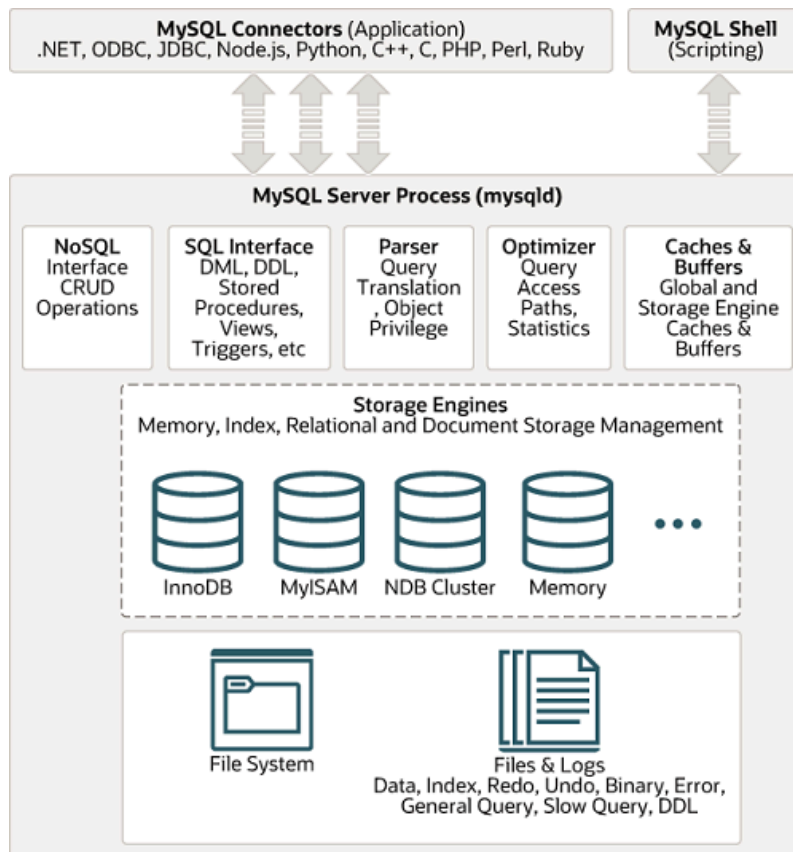 MySQL Connectors (Application)
.NET, ODBC, JDBC, Node.js, Python, C++, C, PHP, Perl, Ruby
MySQL Shell
(Scripting)
MySQL Server Process (mysqld)
NoSQL
Interface
CRUD
Operations
SQL Interface
DML, DDL,
Stored
Procedures,
Views,
Triggers, etc
Parser
Query
Translation
, Object
Privilege
Optimizer
Query
Access
Paths,
Statistics
Caches &
Buffers
Global and
Storage Engine
Caches &
Buffers
Storage Engines
Memory, Index, Relational and Document Storage Management
InnoDB
MyISAM
NDB Cluster
Memory
File System
Files & Logs
Data, Index, Redo, Undo, Binary, Error,
General Query, Slow Query, DDL